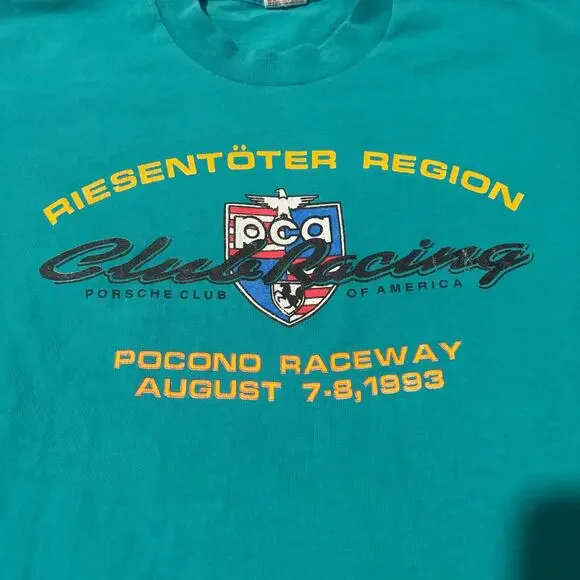 RIESENTÖTER REGION
pca
Club Racing
PORSCHE CLUB OF AMERICA
POCONO RACEWAY
AUGUST 7-8, 1993